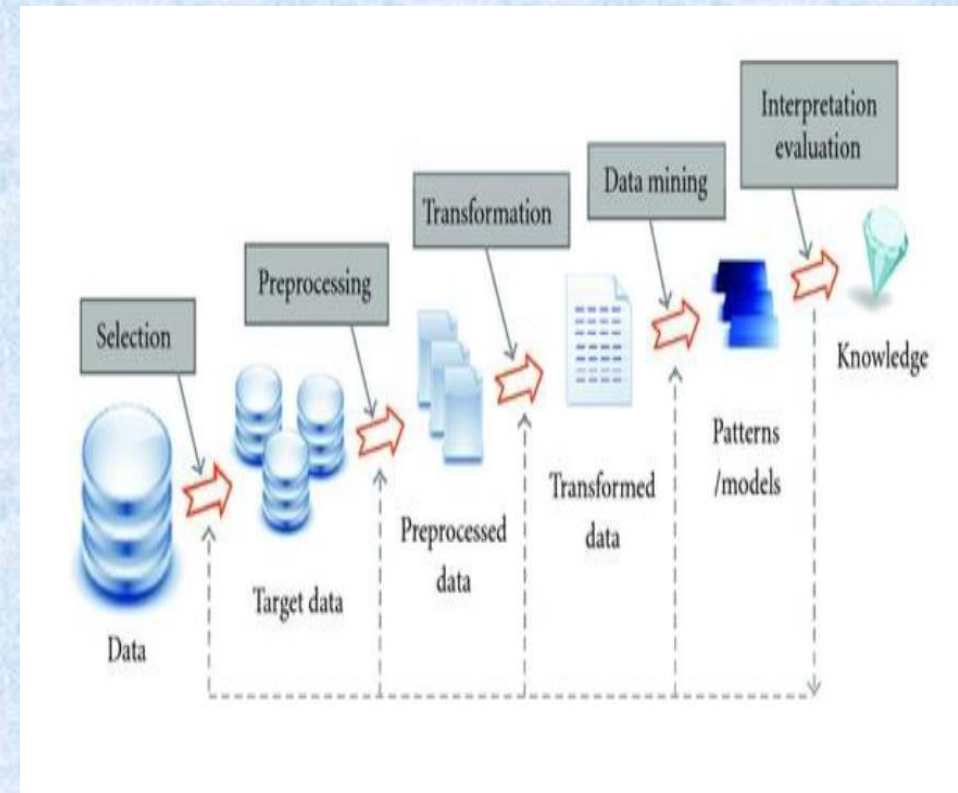 Interpretation
evaluation
Data mining
Transformation
Preprocessing
Selection
Knowledge
Patterns
/models
Transformed
data
Preprocessed
data
Target data
Data